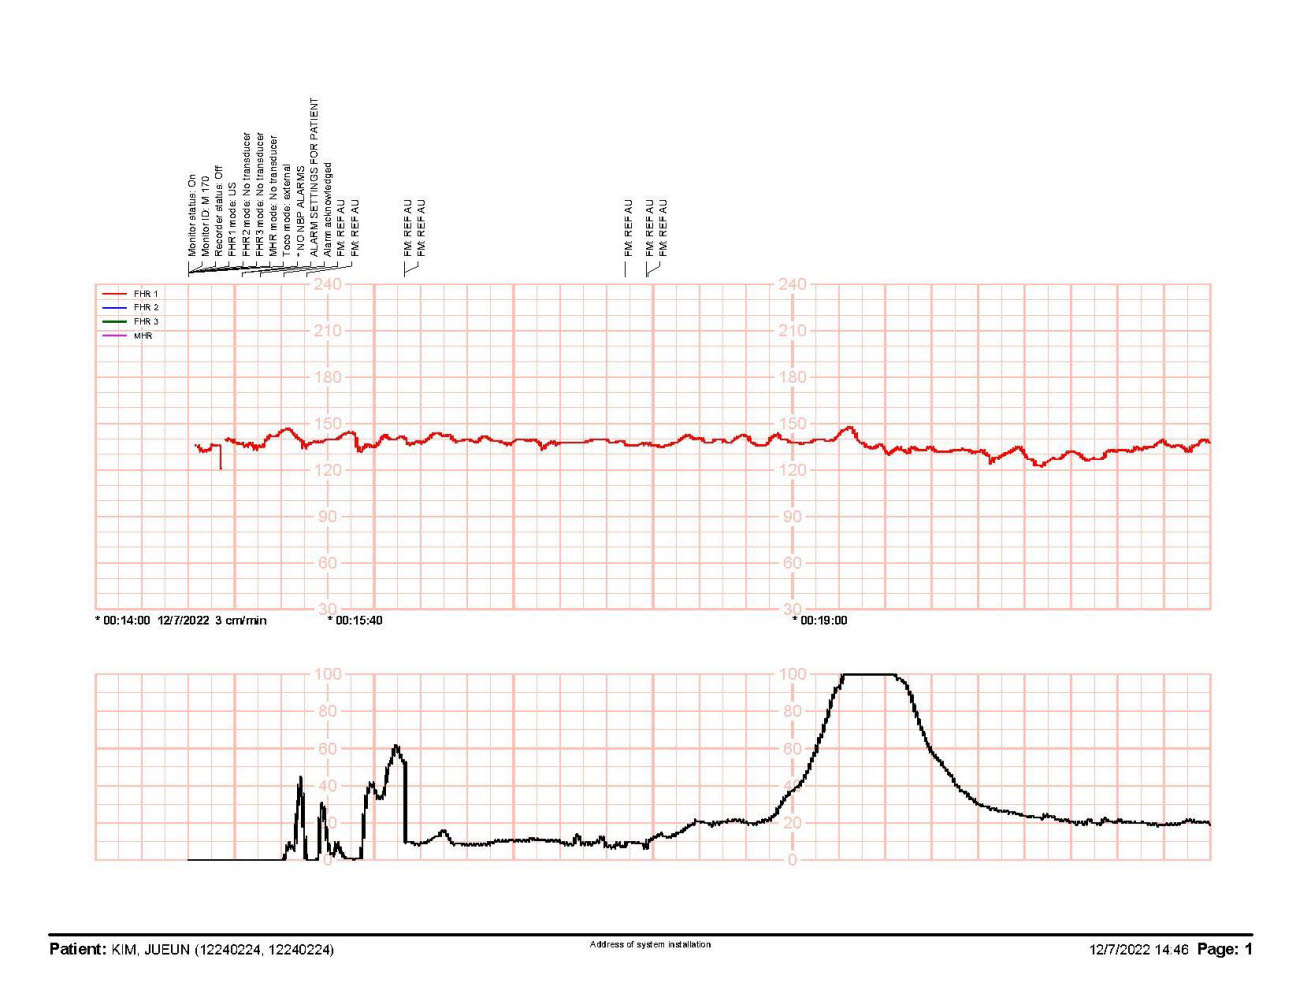 Monitor status: On
Monitor ID: M 170
Recorder status: Off
FHR1 mode: US
FHR2 mode: No transducer
FHR3 mode: No transducer
MHR mode: No transducer
Toco mode: external
* NO NBP ALARMS
ALARM SETTINGS FOR PATIENT
Alarm acknowledged
FM: REF AU
FM: REF AU
FM: REF AU
FM: REF AU
FM: REF AU
FM: REF AU
FM: REF AU
FHR 1
FHR 2
FHR 3
MHR
240 240
210 210
180 180
150 150
120 120
90 90
60 60
30 30
* 00:14:00 12/7/2022 3 cm/min * 00:15:40 * 00:19:00
100 100
80 80
60 60
40 40
20 20
0 0
Patient: KIM, JUEUN (12240224, 12240224) Address of system installation 12/7/2022 14:46 Page: 1